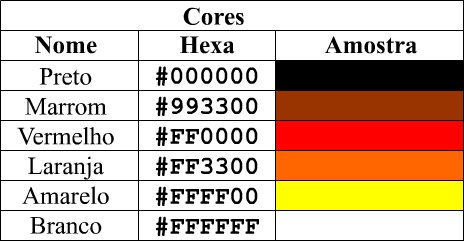 Cores
Nome Hexa Amostra
Preto #000000
Marrom #993300
Vermelho #FF0000
Laranja #FF3300
Amarelo #FFFF00
Branco #FFFFFF